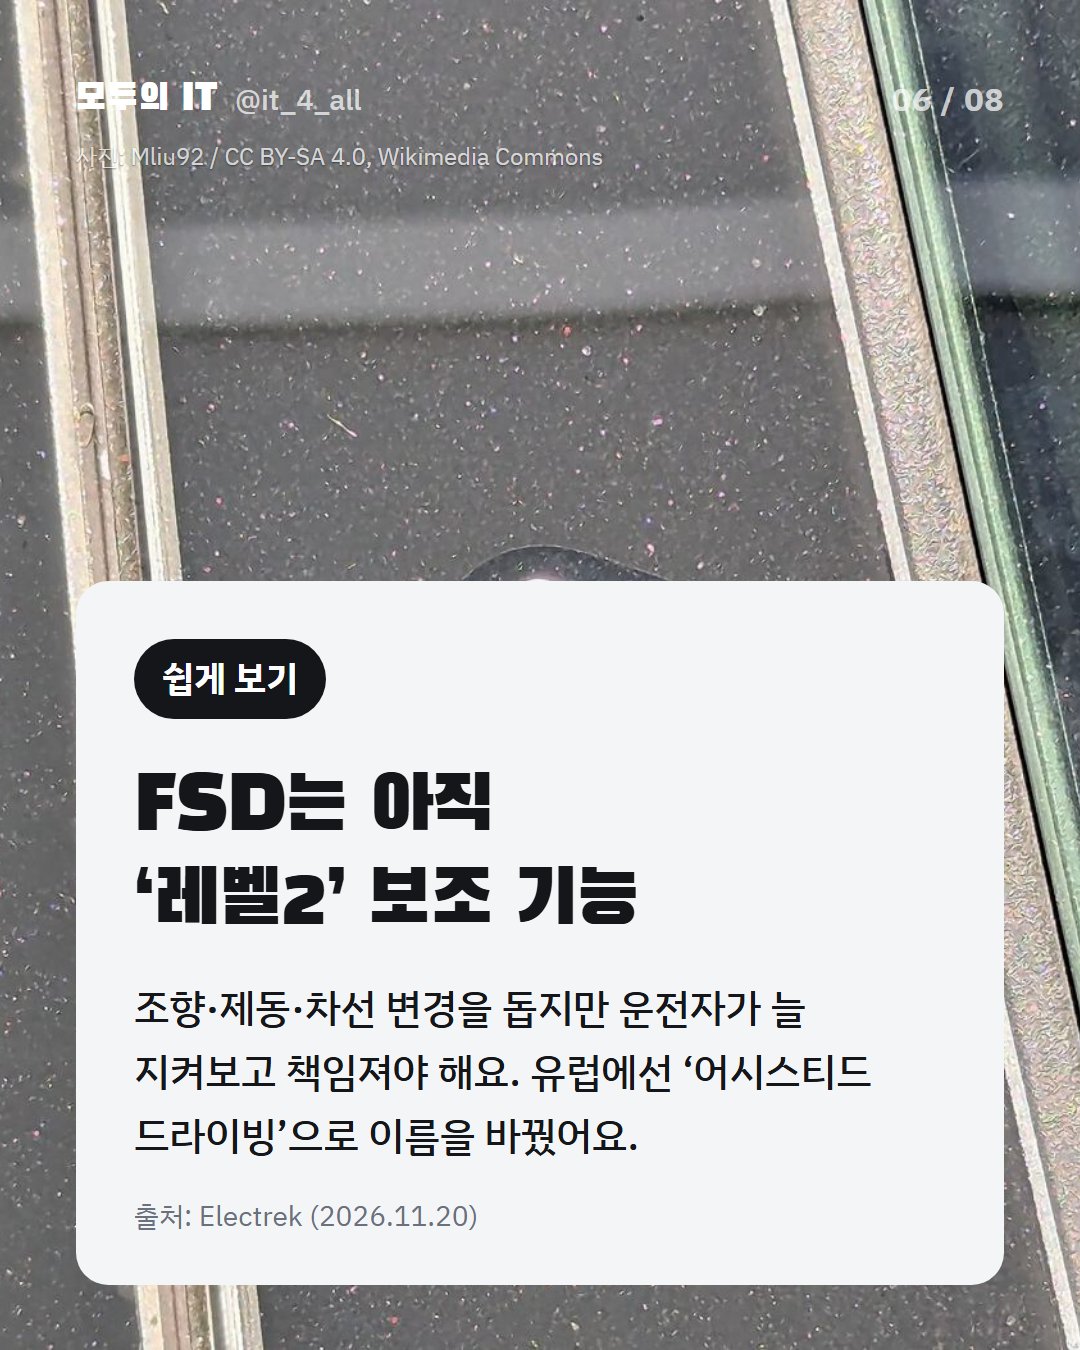 모두의 IT @it_4_all
06 / 08
사진: Mliu92 / CC BY-SA 4.0, Wikimedia Commons
쉽게 보기
FSD는 아직
‘레벨2’ 보조 기능
조향·제동·차선 변경을 돕지만 운전자가 늘
지켜보고 책임져야 해요. 유럽에선 ‘어시스티드
드라이빙’으로 이름을 바꿨어요.
출처: Electrek (2026.11.20)